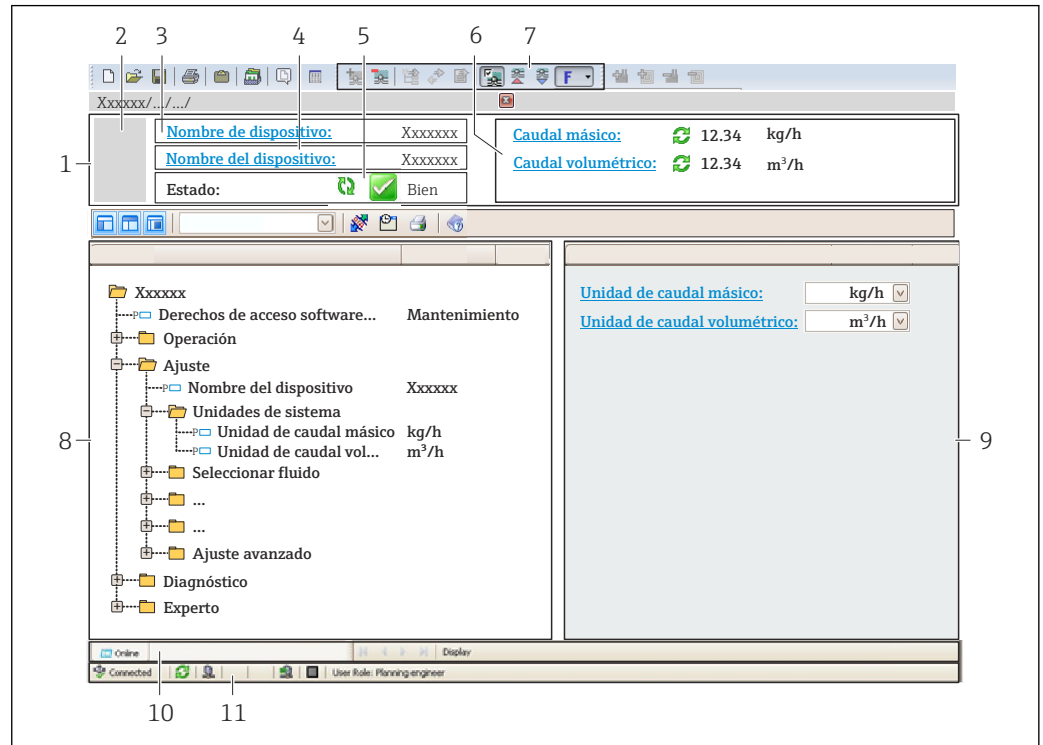 2 3 4 5 6 7
F
Xxxxxx/.../.../
1
Nombre de dispositivo: Xxxxxxx
Nombre del dispositivo: Xxxxxxx
Estado: Bien
Caudal másico: 12.34 kg/h
Caudal volumétrico: 12.34 m³/h
Xxxxxx
P Derechos de acceso software... Mantenimiento
Operación
Ajuste
P Nombre del dispositivo Xxxxxx
Unidades de sistema
P Unidad de caudal másico kg/h
P Unidad de caudal vol... m³/h
Seleccionar fluido
...
...
Ajuste avanzado
Diagnóstico
Experto
8
Unidad de caudal másico: kg/h
Unidad de caudal volumétrico: m³/h
9
Online Display
Connected User Role: Planning engineer
10 11